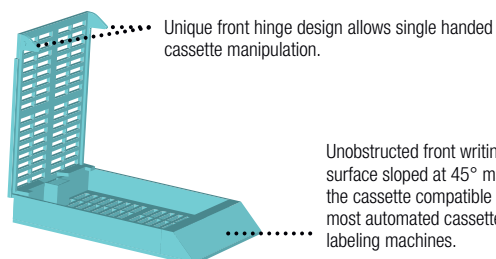 Unique front hinge design allows single handed
cassette manipulation.
Unobstructed front
surface sloped at 45°
the cassette compatible
most automated
labeling machines.